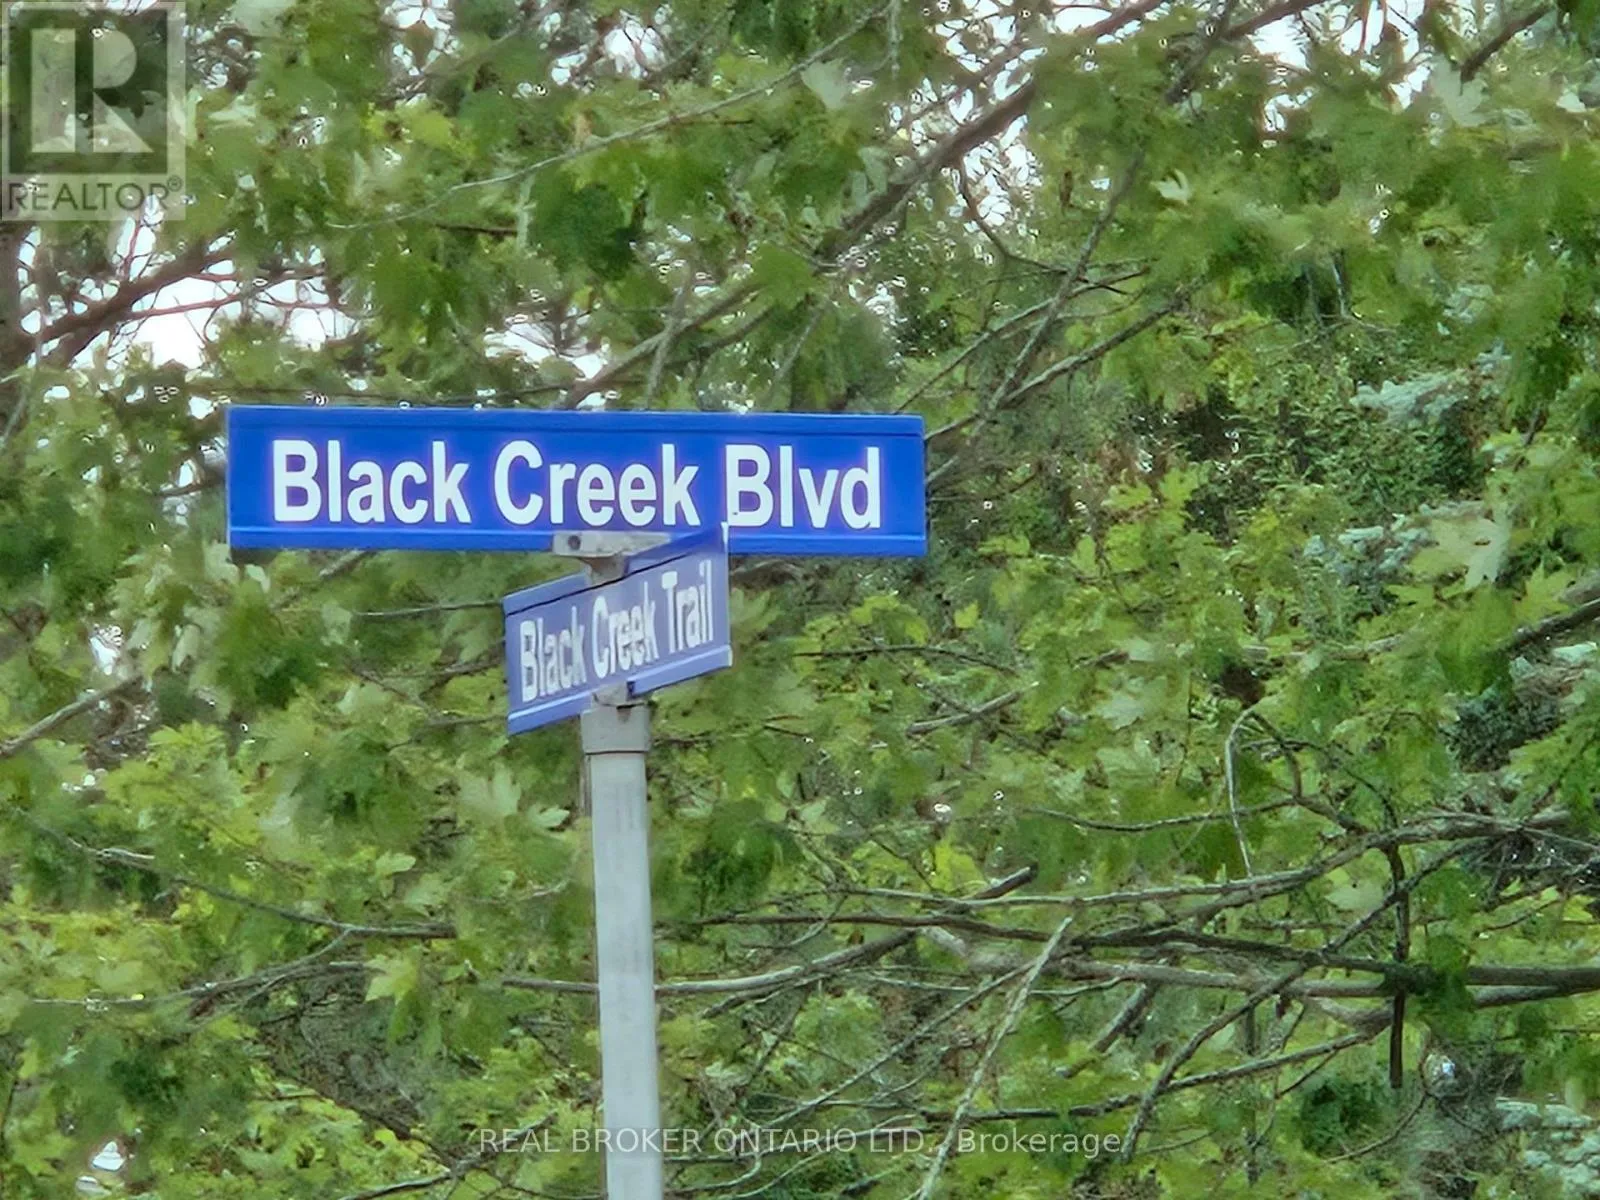 R
REALTOR®
Black Creek Blvd
Black Creek Trail
REAL BROKER ONTARIO LTD., Brokerage